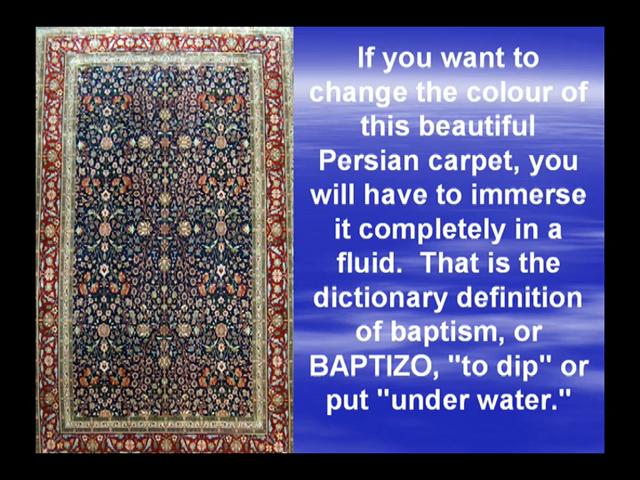 If you want to
change the colour of
this beautiful
Persian carpet, you
will have to immerse
it completely in a
fluid.  That is the
dictionary definition
of baptism, or
BAPTIZO, "to dip" or
put "under water."